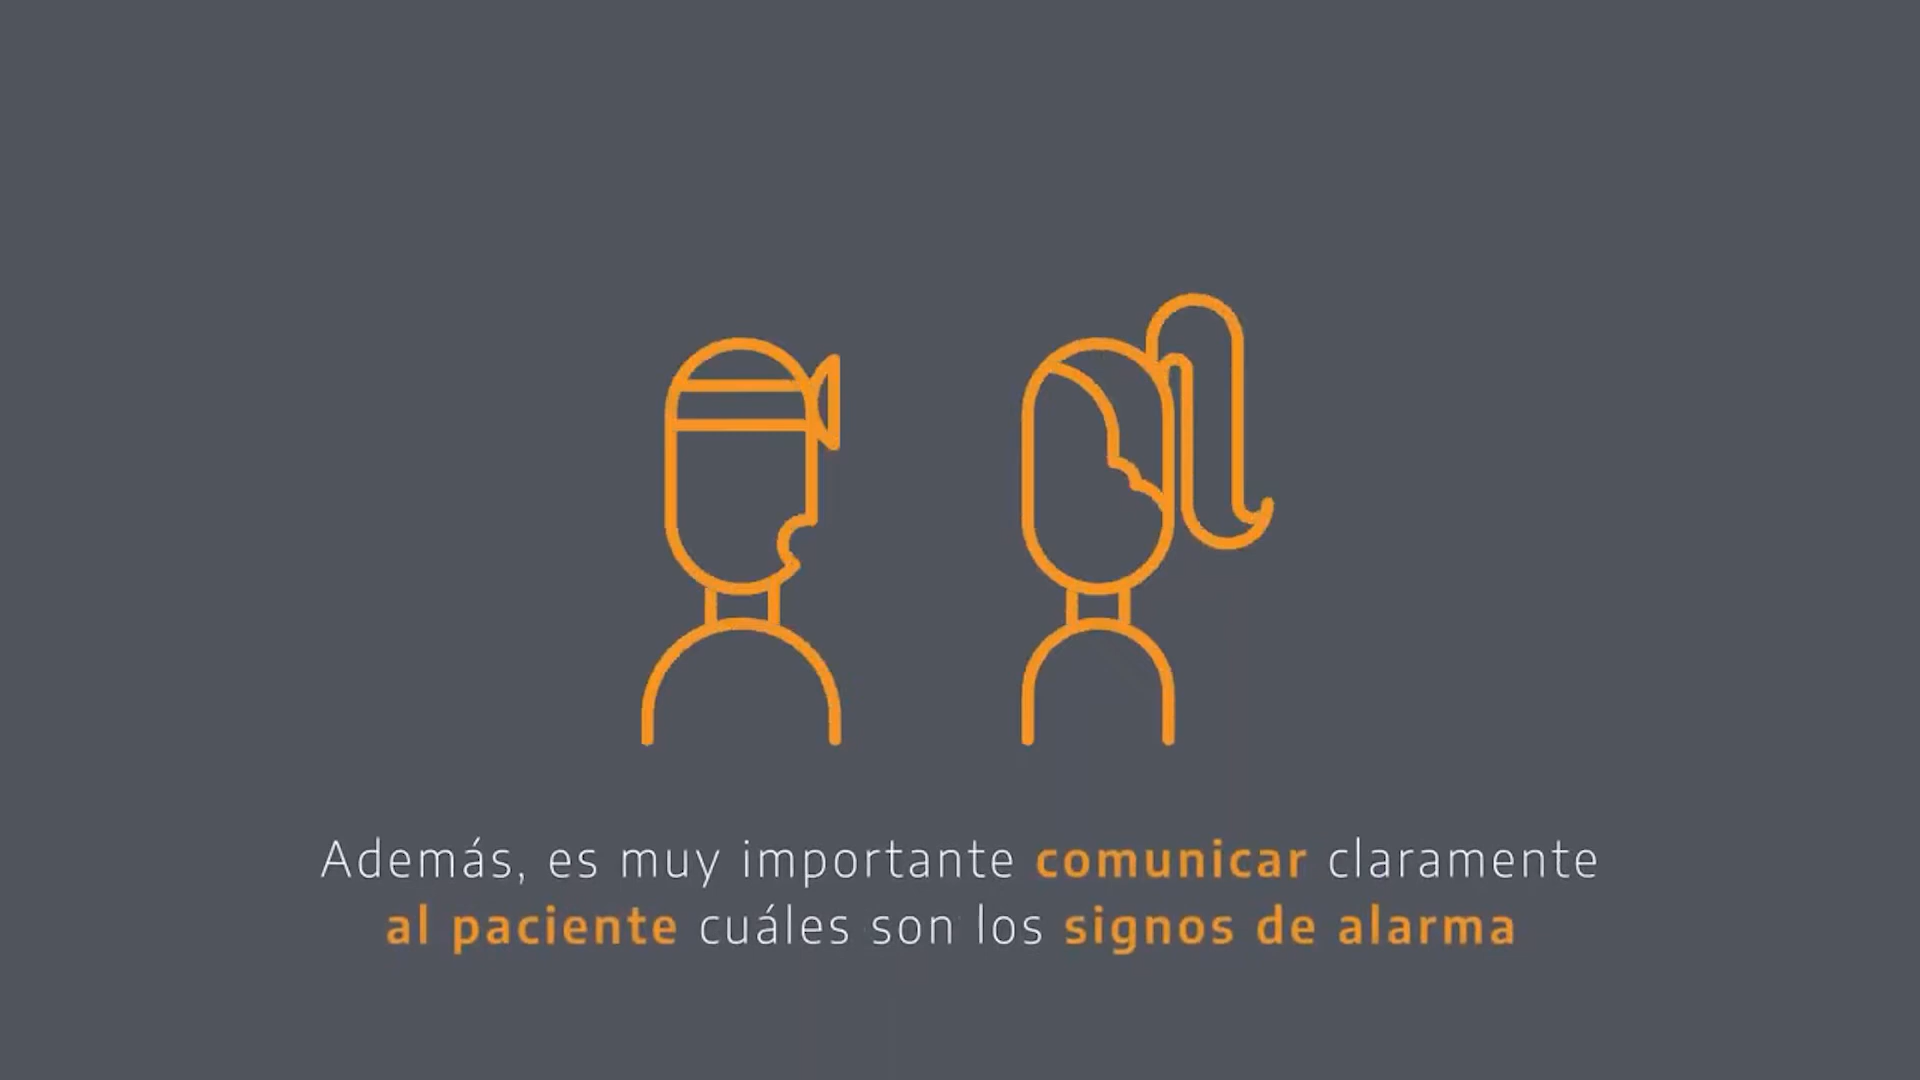 Además, es muy importante comunicar claramente
al paciente cuáles son los signos de alarma